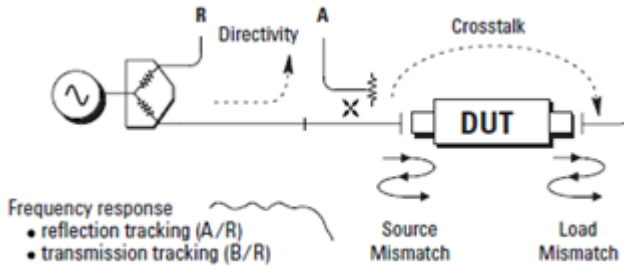 R
Directivity
A
Crosstalk
DUT
Frequency response
• reflection tracking (A/R)
• transmission tracking (B/R)
Source
Mismatch
Load
Mismatch